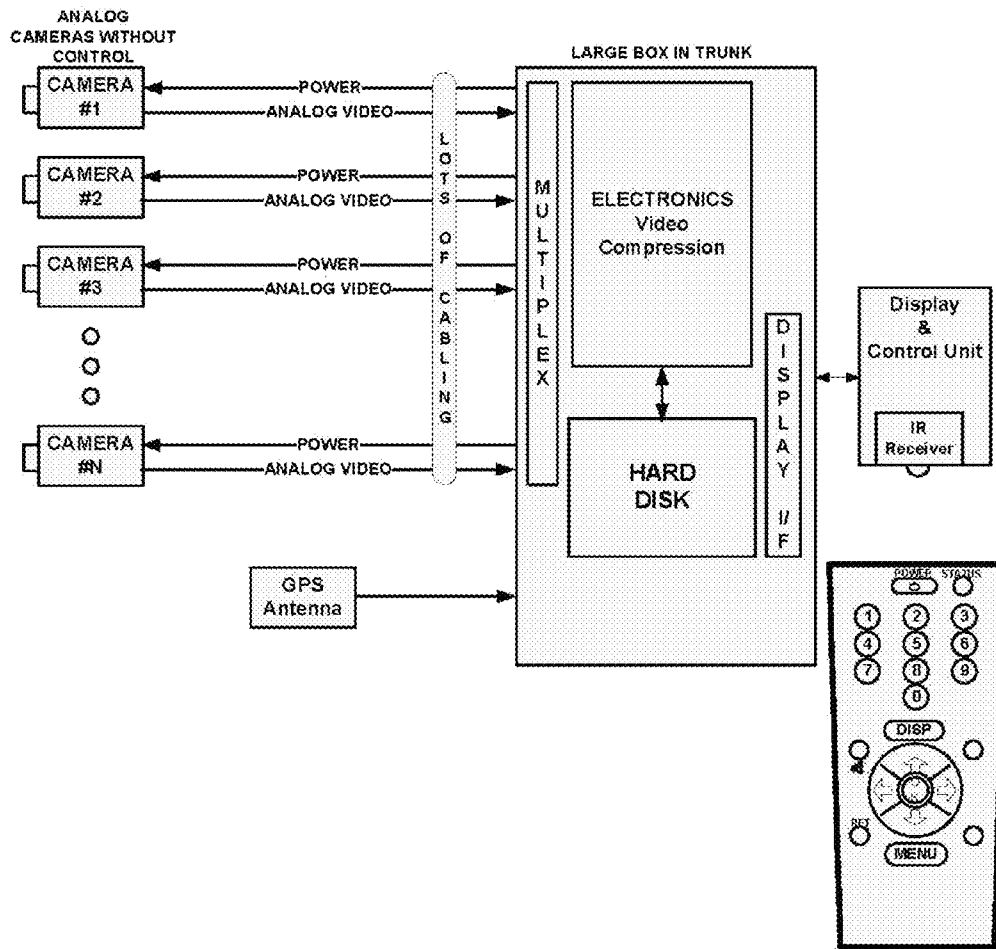 ANALOG
CAMERAS WITHOUT
CONTROL
LARGE BOX IN TRUNK
CAMERA
#1
POWER
ANALOG VIDEO
CAMERA
#2
POWER
ANALOG VIDEO
CAMERA
#3
POWER
ANALOG VIDEO
CAMERA
#N
POWER
ANALOG VIDEO
LOTS OF CABLING
MULTIPLEX
ELECTRONICS
Video
Compression
HARD
DISK
DISPLAY I/F
Display
&
Control Unit
IR
Receiver
GPS
Antenna
POWER STATUS
1 2 3
4 5 6
7 8 9
0
DISP
RET
MENU